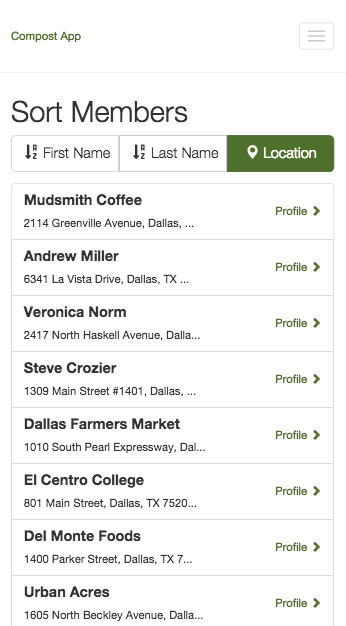 Compost App
Sort Members
First Name
Last Name
Location
Mudsmith Coffee
2114 Greenville Avenue, Dallas, ...
Profile
Andrew Miller
6341 La Vista Drive, Dallas, TX ...
Profile
Veronica Norm
2417 North Haskell Avenue, Dalla...
Profile
Steve Crozier
1309 Main Street #1401, Dallas, ...
Profile
Dallas Farmers Market
1010 South Pearl Expressway, Dal...
Profile
El Centro College
801 Main Street, Dallas, TX 7520...
Profile
Del Monte Foods
1400 Parker Street, Dallas, TX 7...
Profile
Urban Acres
1605 North Beckley Avenue, Dalla...
Profile